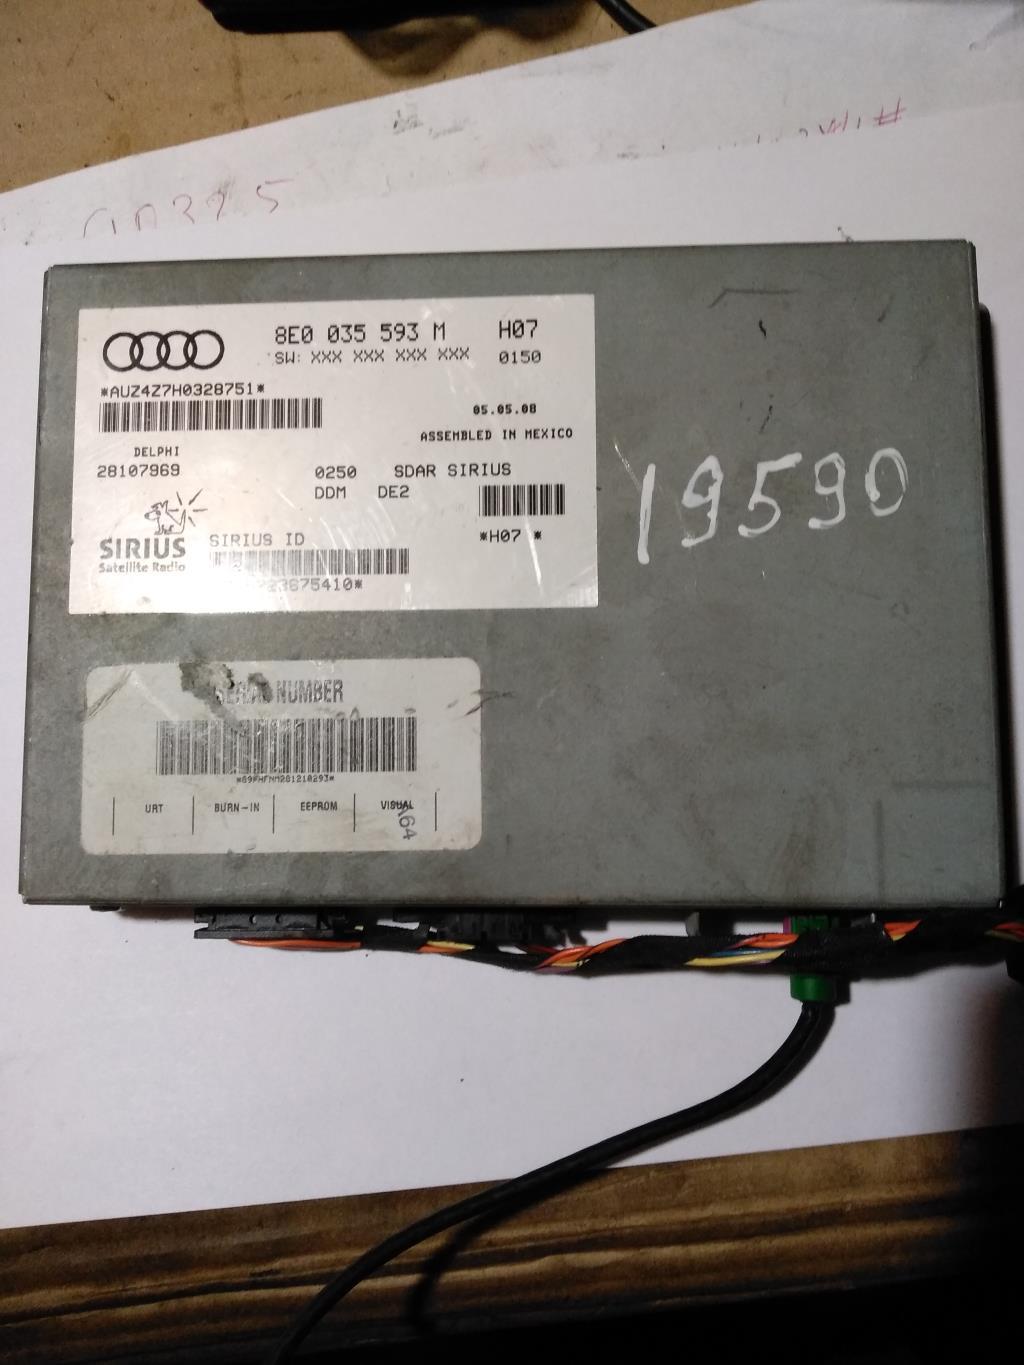 8E0 035 593 M H07
SW: XXX XXX XXX XXX 0150
*AUZ4Z7H0328751*
05.05.08
ASSEMBLED IN MEXICO
DELPHI
28107969 0250 SDAR SIRIUS
DDM DE2
*H07 *
SIRIUS
Satellite Radio
SIRIUS ID
19590
NUMBER
URT BURN-IN EEPROM VISUAL